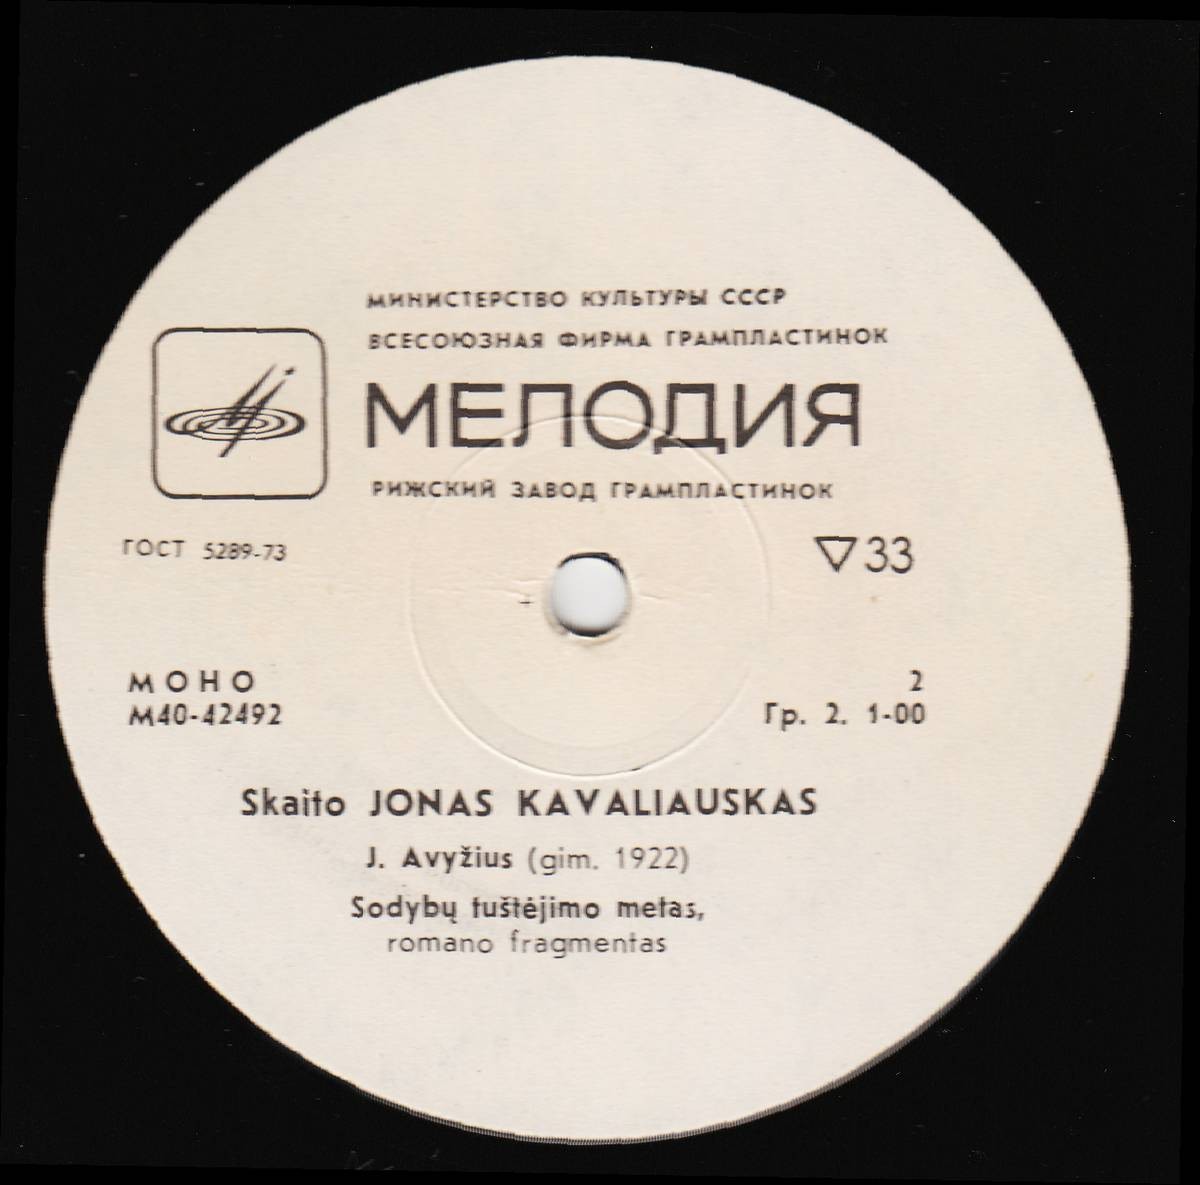 МИНИСТЕРСТВО КУЛЬТУРЫ СССР
ВСЕСОЮЗНАЯ ФИРМА ГРАМПЛАСТИНОК
МЕЛОДИЯ
РИЖСКИЙ ЗАВОД ГРАМПЛАСТИНОК
ГОСТ 5289-73
▽33
МОНО
2
М40-42492
Гр. 2. 1-00
Skaito JONAS KAVALIAUSKAS
J. Avyžius (gim. 1922)
Sodybų tuštėjimo metas,
romano fragmentas